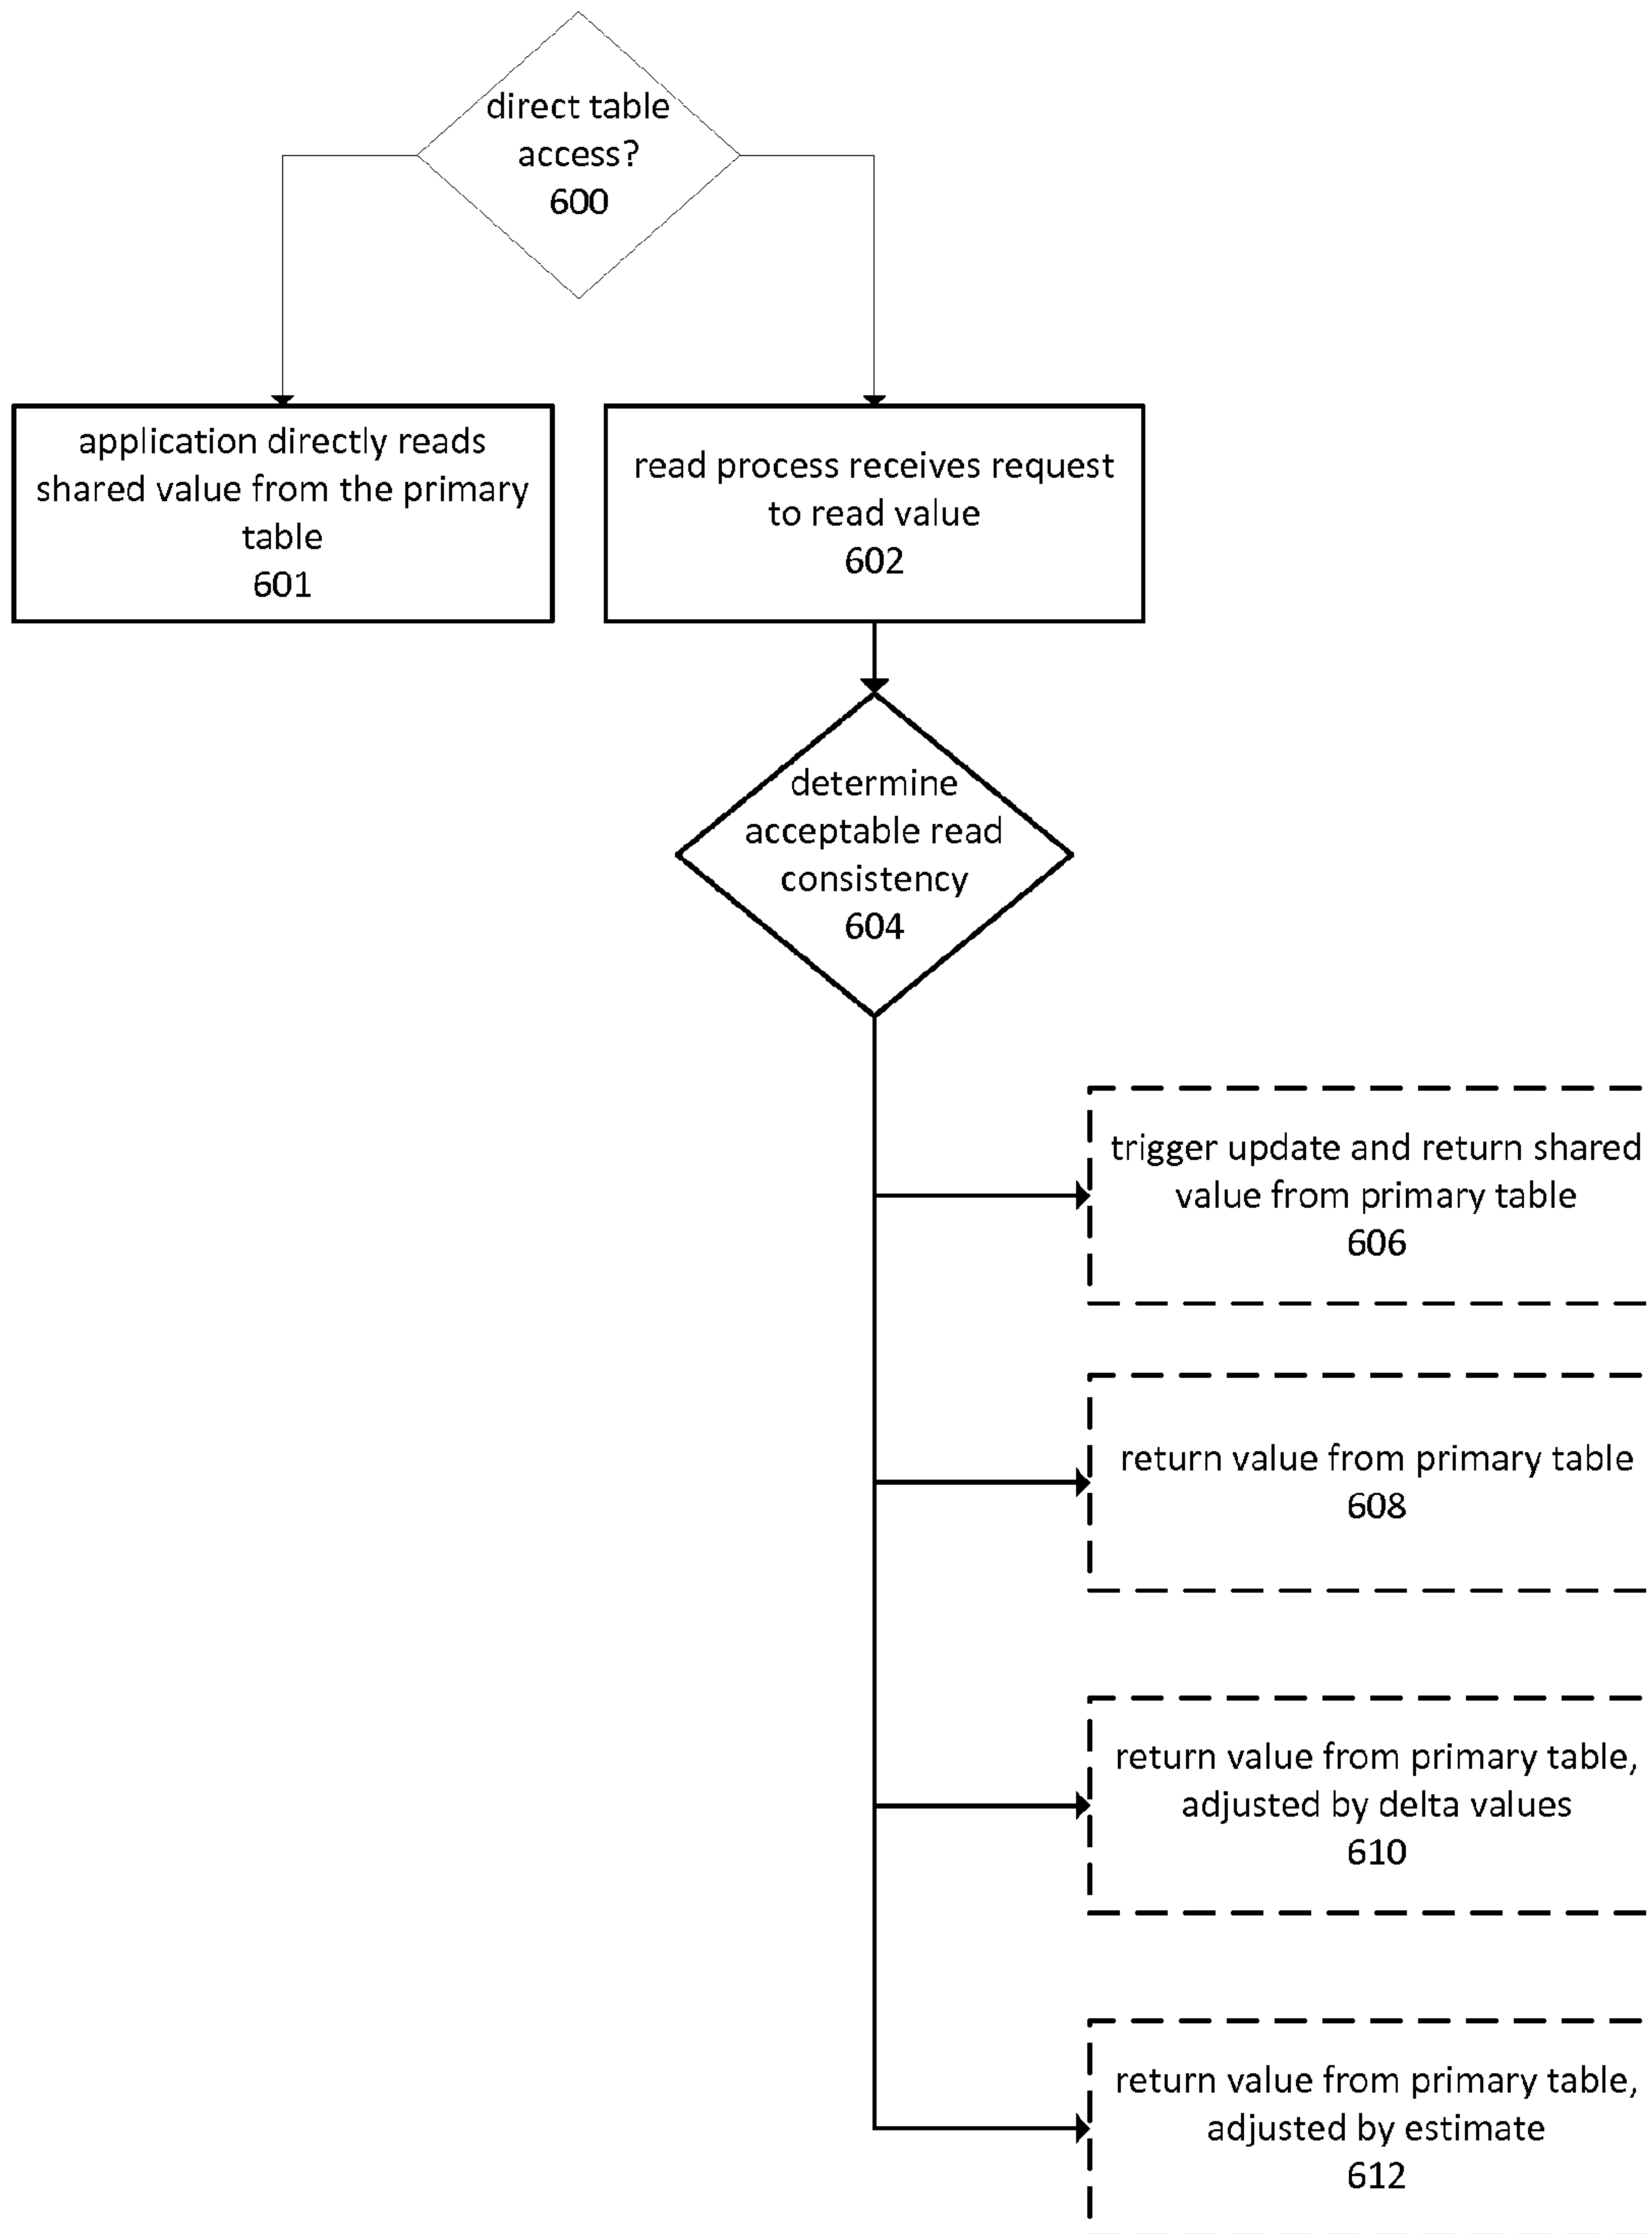 direct table
access?
600
application directly reads
shared value from the primary
table
601
read process receives request
to read value
602
determine
acceptable read
consistency
604
trigger update and return shared
value from primary table
606
return value from primary table
608
return value from primary table,
adjusted by delta values
610
return value from primary table,
adjusted by estimate
612